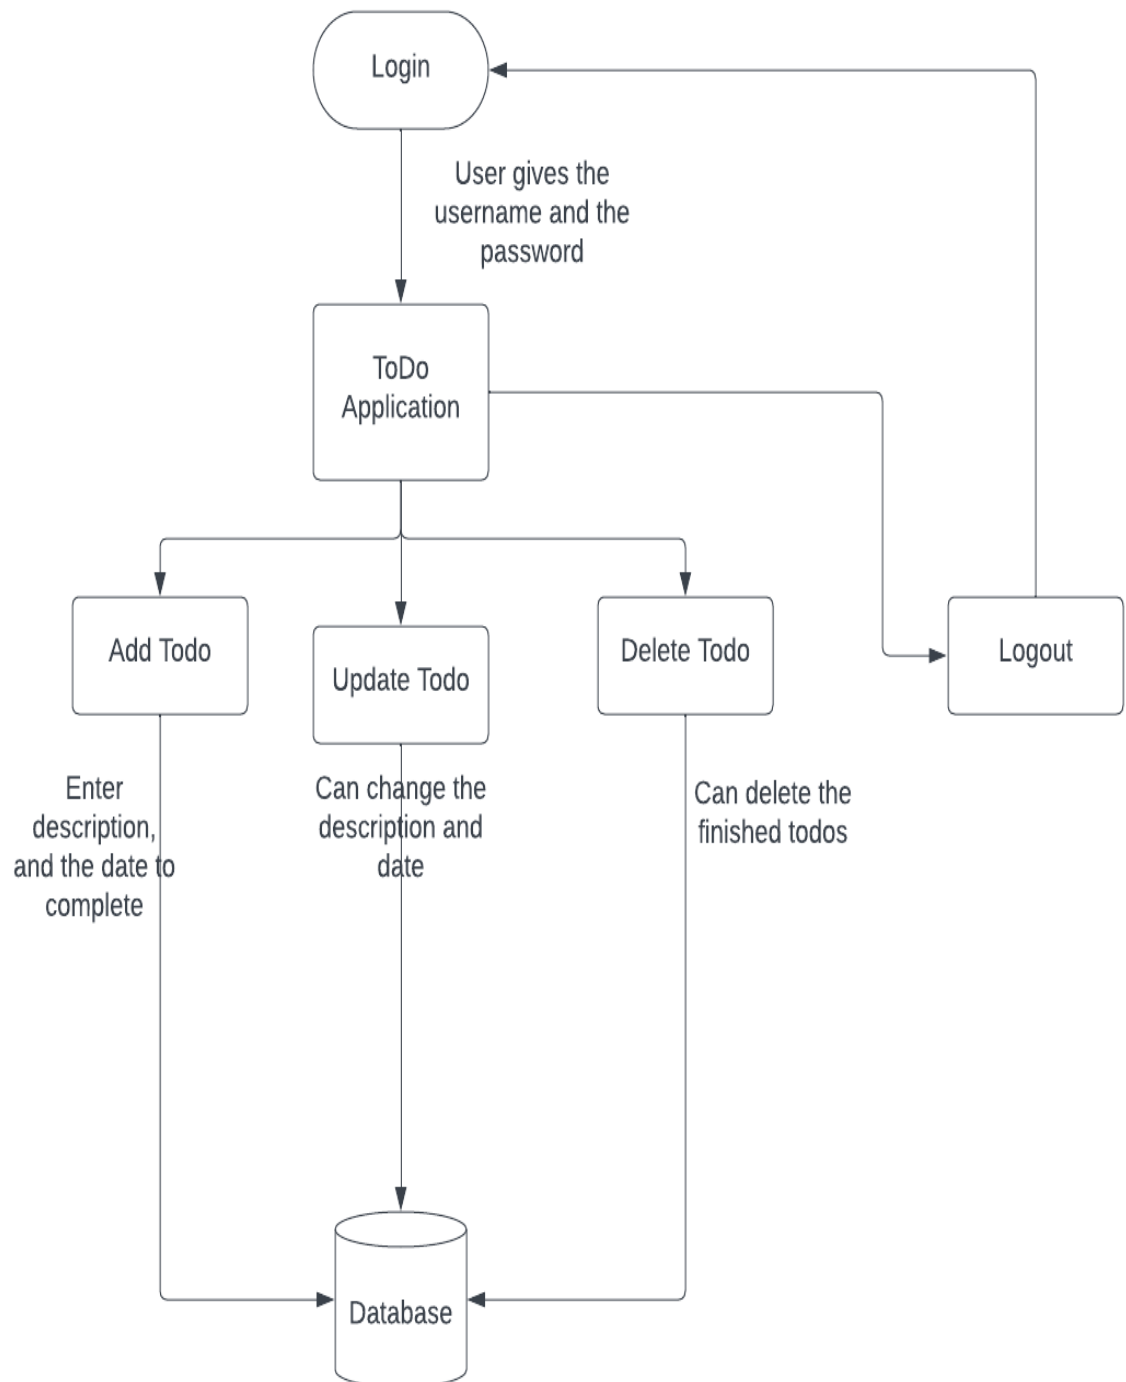 Login
User gives the
username and the
password
ToDo
Application
Add Todo
Update Todo
Delete Todo
Logout
Enter
description,
and the date to
complete
Can change the
description and
date
Can delete the
finished todos
Database